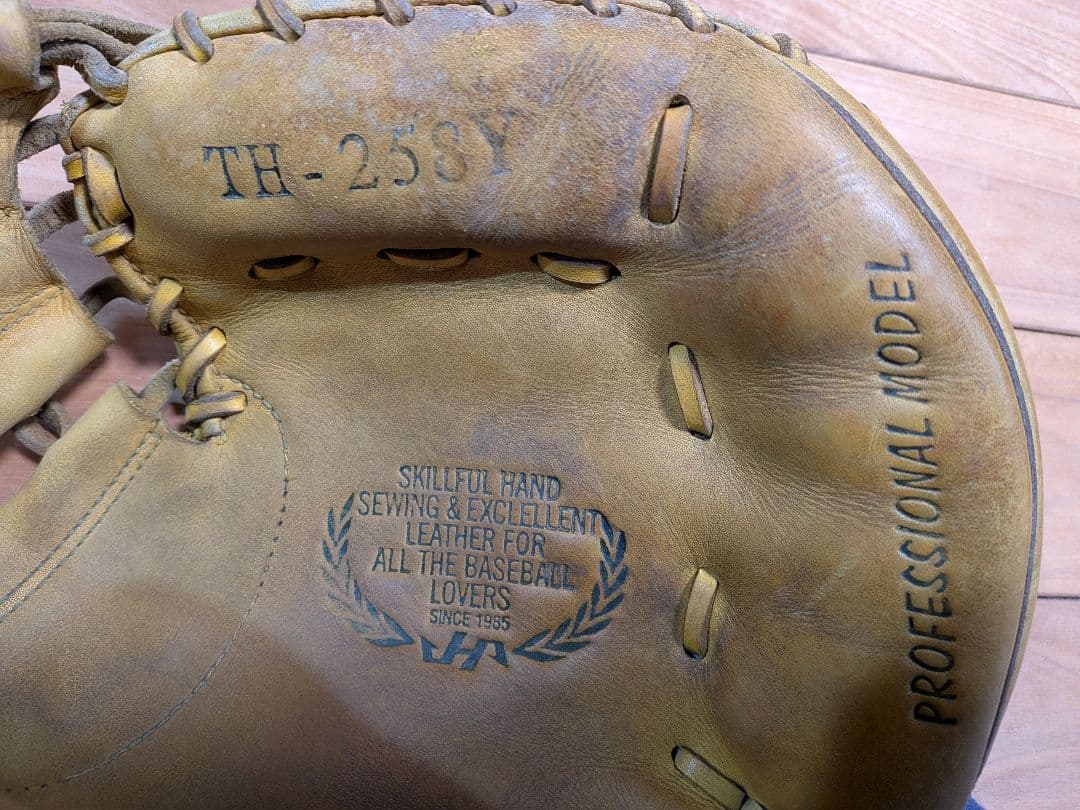 TH-258Y
PROFESSIONAL MODEL
SKILLFUL HAND
SEWING & EXCLELLENT
LEATHER FOR
ALL THE BASEBALL
LOVERS
SINCE 1985